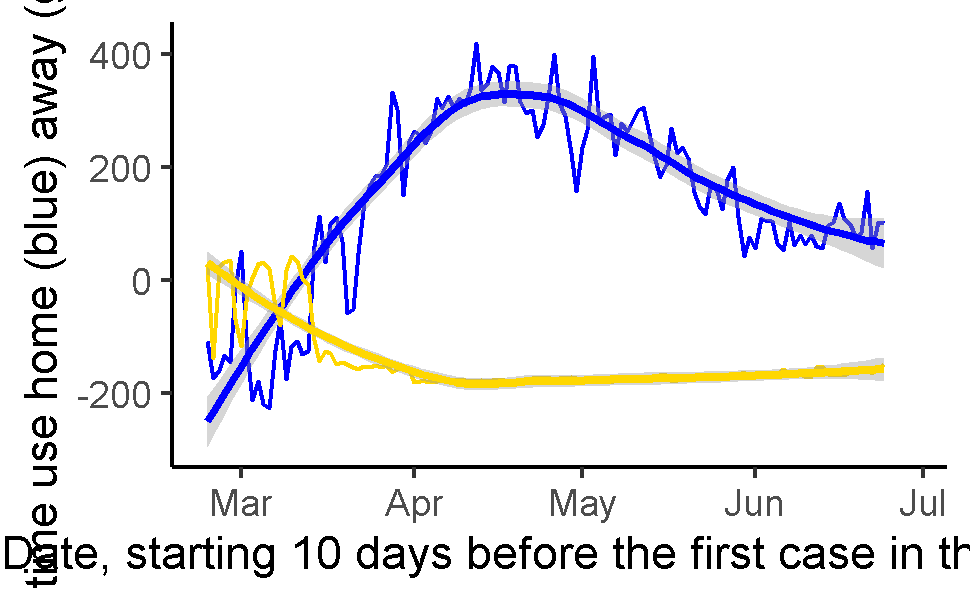 time use home (blue) away (
400
200
0
-200
Mar Apr May Jun Jul
Date, starting 10 days before the first case in th